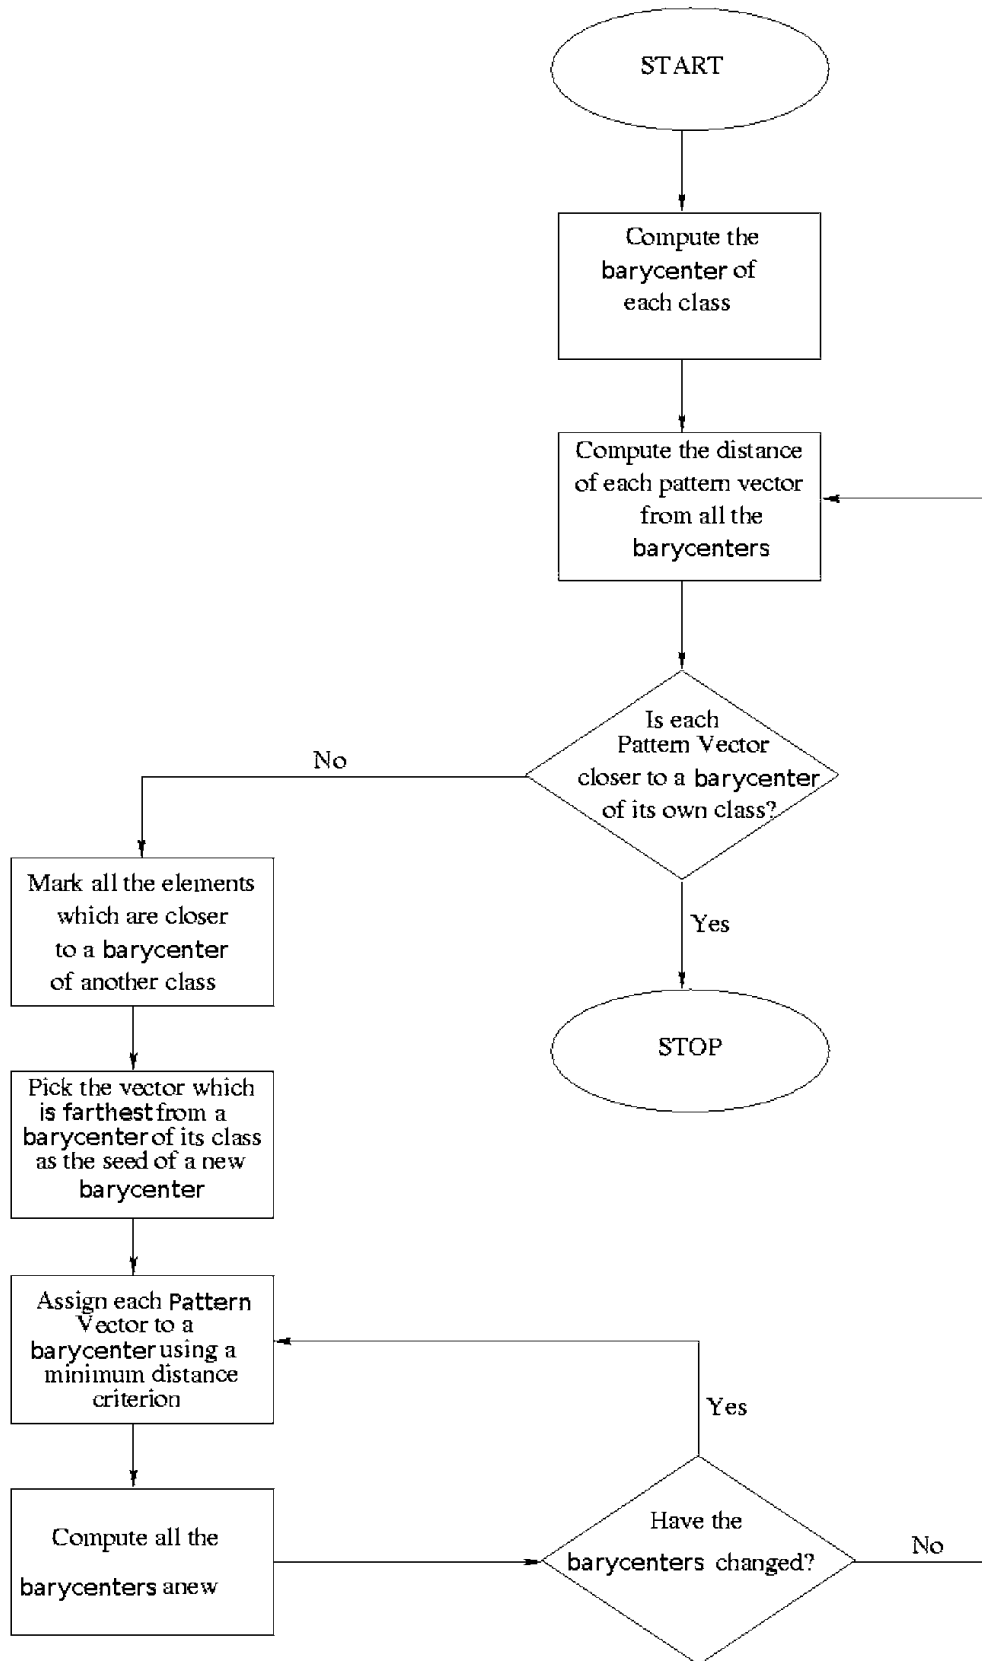 START
Compute the
barycenter of
each class
Compute the distance
of each pattern vector
from all the
barycenters
Is each
Pattern Vector
closer to a barycenter
of its own class?
No
Yes
Mark all the elements
which are closer
to a barycenter
of another class
STOP
Pick the vector which
is farthest from a
barycenter of its class
as the seed of a new
barycenter
Assign each Pattern
Vector to a
barycenter using a
minimum distance
criterion
Yes
Compute all the
barycenters anew
Have the
barycenters changed?
No